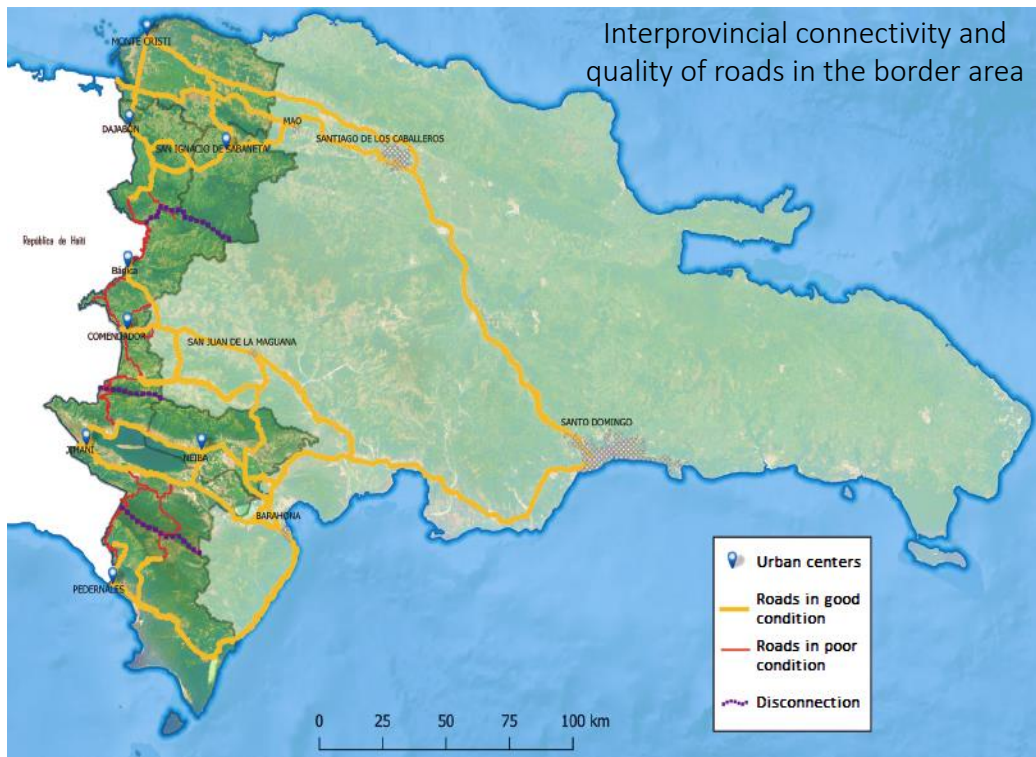 Interprovincial connectivity and
quality of roads in the border area
MONTE CRISTI
DAJABÓN
MAO
SANTIAGO DE LOS CABALLEROS
SAN IGNACIO DE SABANETA
República de Haití
Bánica
COMENDADOR
SAN JUAN DE LA MAGUANA
SANTO DOMINGO
JIMANÍ
NEIBA
BARAHONA
PEDERNALES
Urban centers
Roads in good
condition
Roads in poor
condition
Disconnection
0 25 50 75 100 km